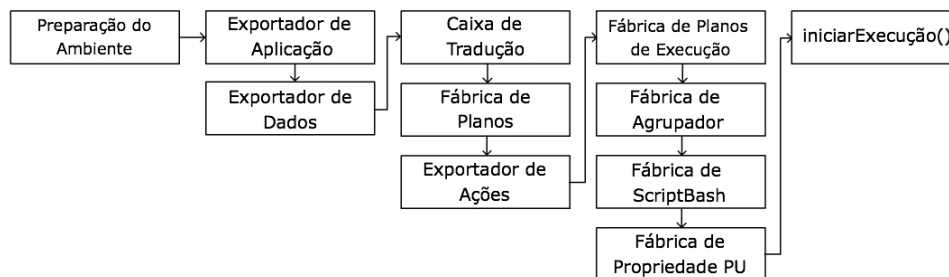 Preparação do
Ambiente
Exportador de
Aplicação
Exportador de
Dados
Caixa de
Tradução
Fábrica de
Planos
Exportador de
Ações
Fábrica de Planos
de Execução
Fábrica de
Agrupador
Fábrica de
ScriptBash
Fábrica de
Propriedade PU
iniciarExecução()